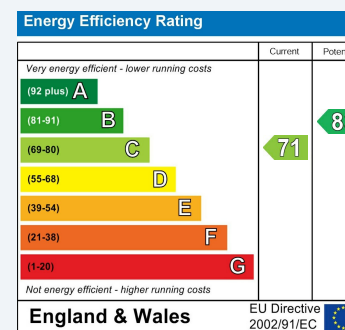 Energy Efficiency Rating
Current
Very energy efficient - lower running costs
(92 plus) A
(81-91) B
(69-80) C
71
(55-68) D
(39-54) E
(21-38) F
(1-20) G
Not energy efficient - higher running costs
England & Wales
EU Directive
2002/91/EC